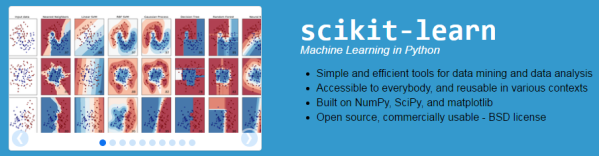 scikit-learn
Machine Learning in Python
Simple and efficient tools for data mining and data analysis
Accessible to everybody, and reusable in various contexts
Built on NumPy, SciPy, and matplotlib
Open source, commercially usable - BSD license